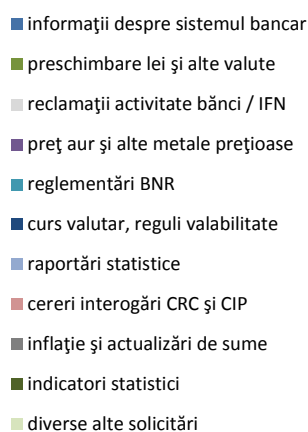 informaţii despre sistemul bancar
preschimbare lei şi alte valute
reclamaţii activitate bănci / IFN
preţ aur şi alte metale preţioase
reglementări BNR
curs valutar, reguli valabilitate
raportări statistice
cereri interogări CRC şi CIP
inflaţie şi actualizări de sume
indicatori statistici
diverse alte solicitări